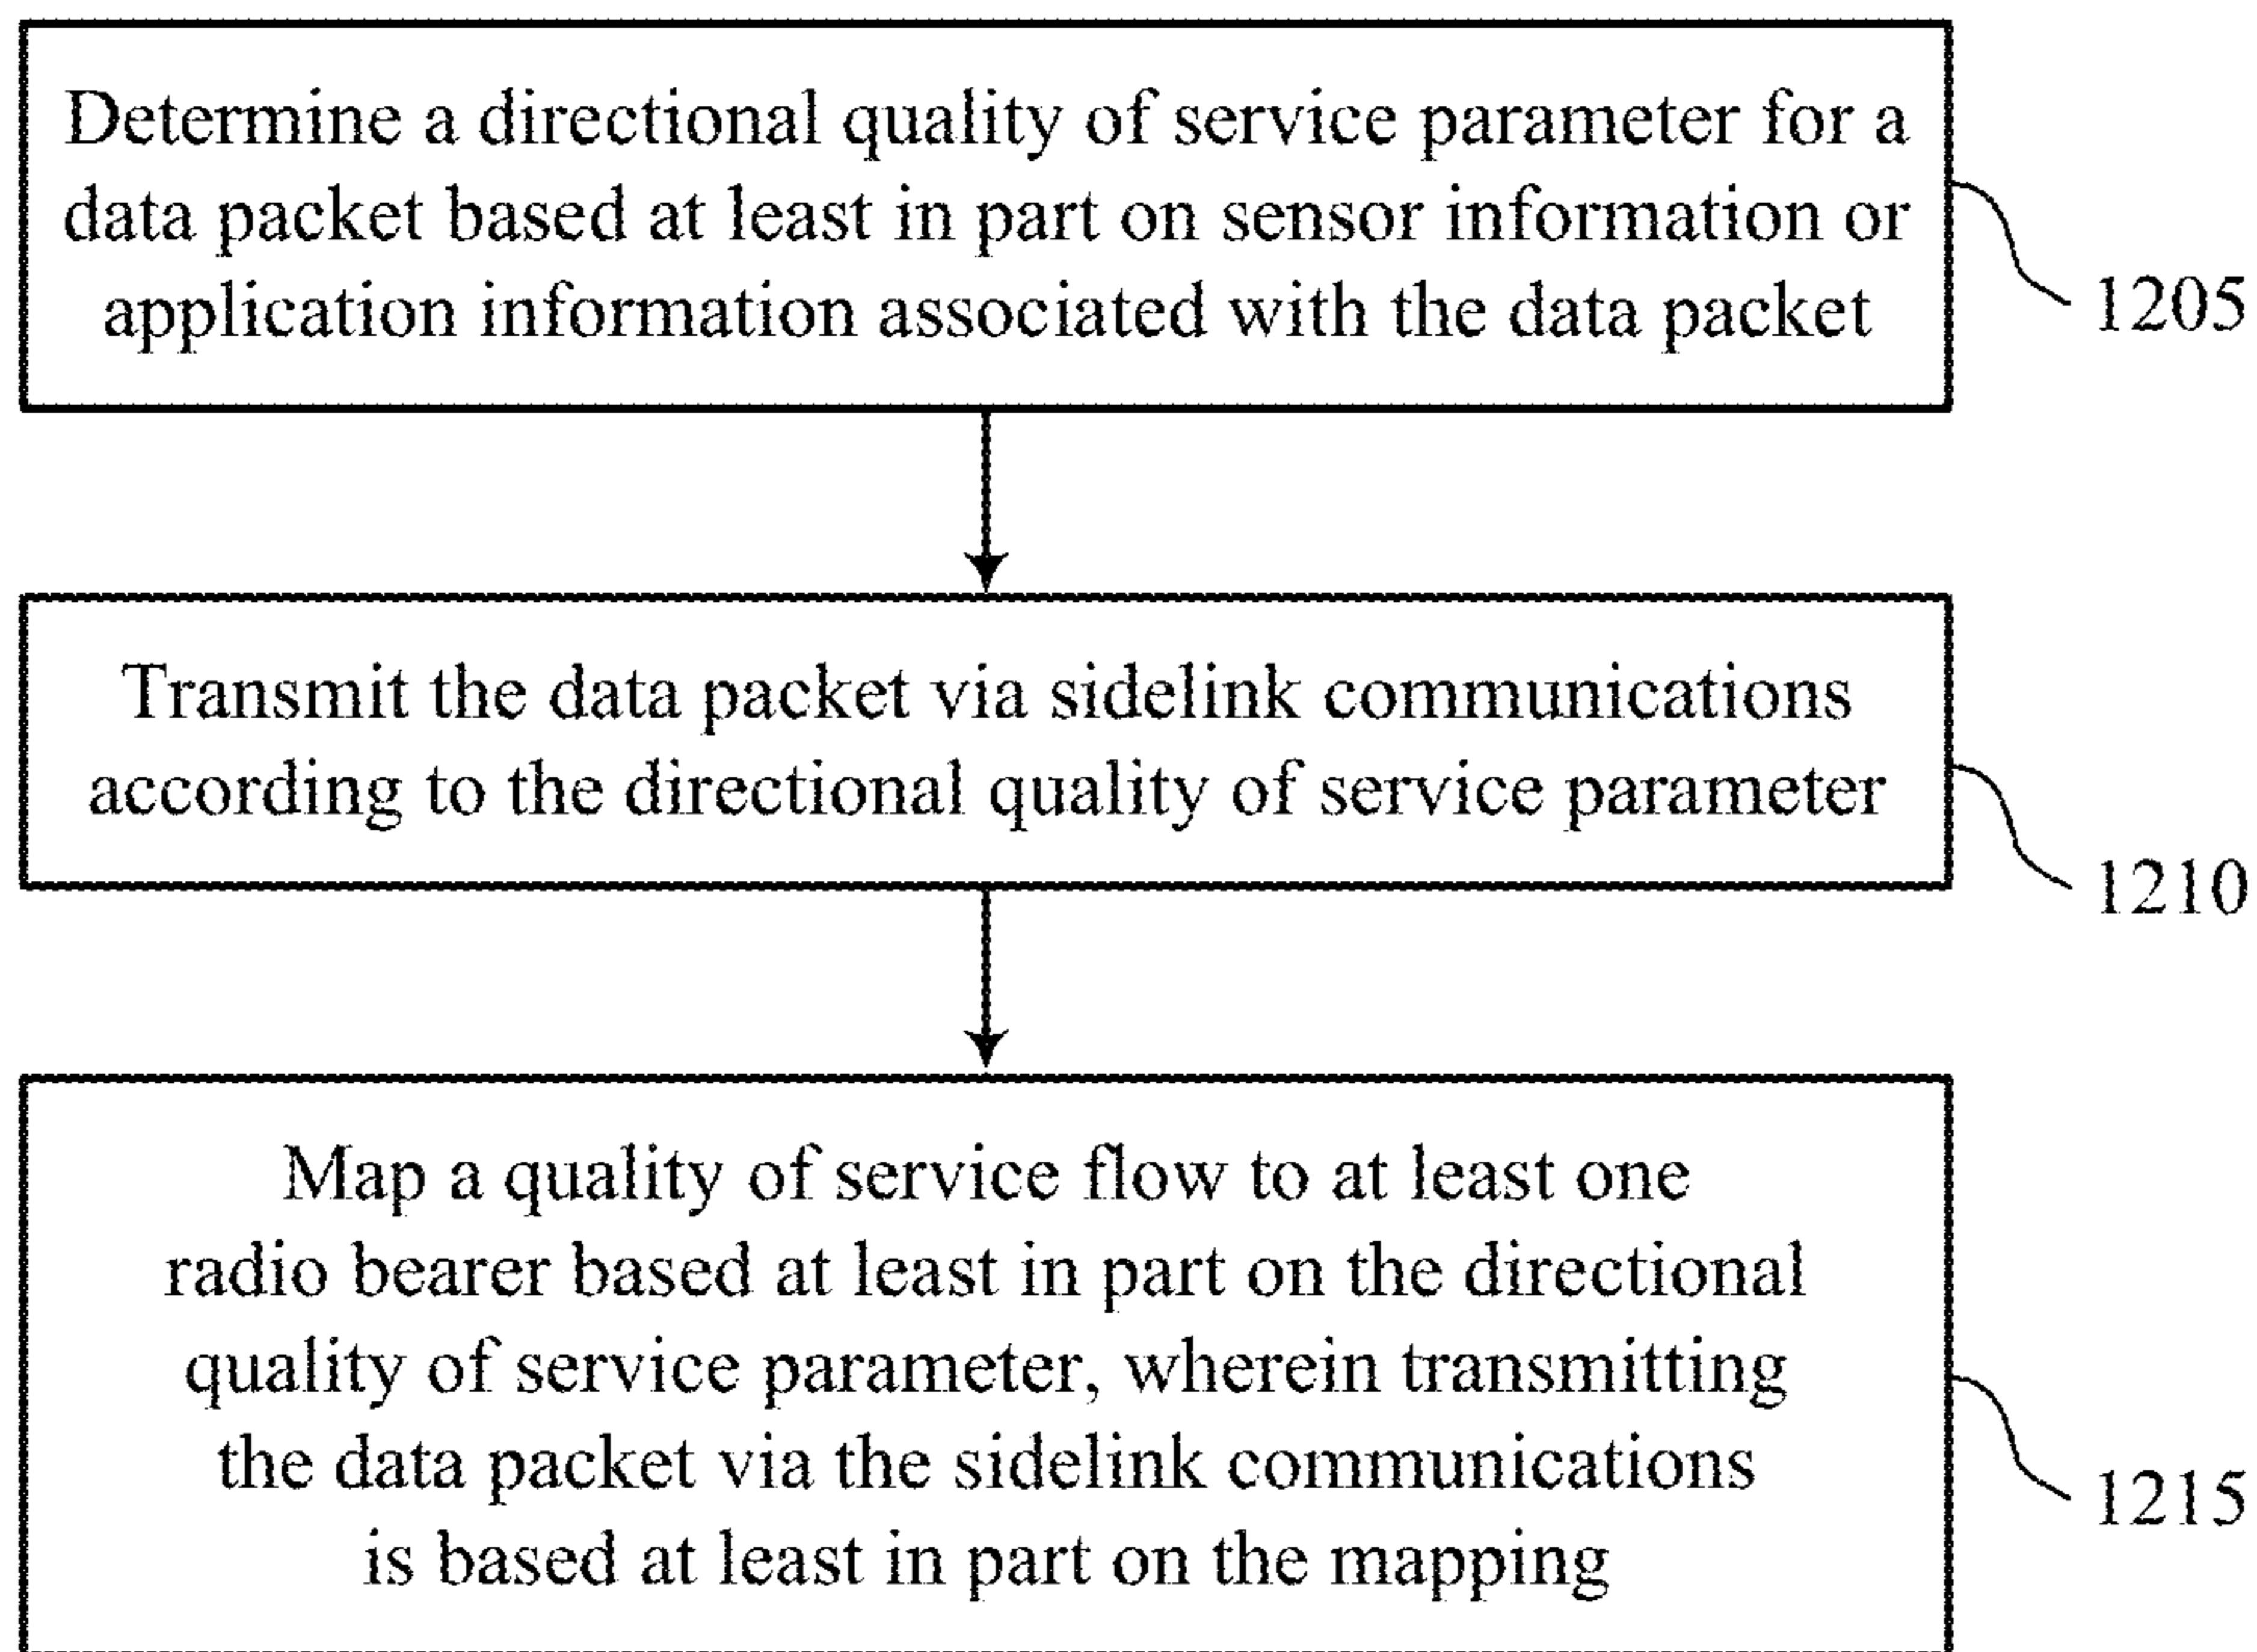 Determine a directional quality of service parameter for a
data packet based at least in part on sensor information or
application information associated with the data packet
1205
Transmit the data packet via sidelink communications
according to the directional quality of service parameter
1210
Map a quality of service flow to at least one
radio bearer based at least in part on the directional
quality of service parameter, wherein transmitting
the data packet via the sidelink communications
is based at least in part on the mapping
1215